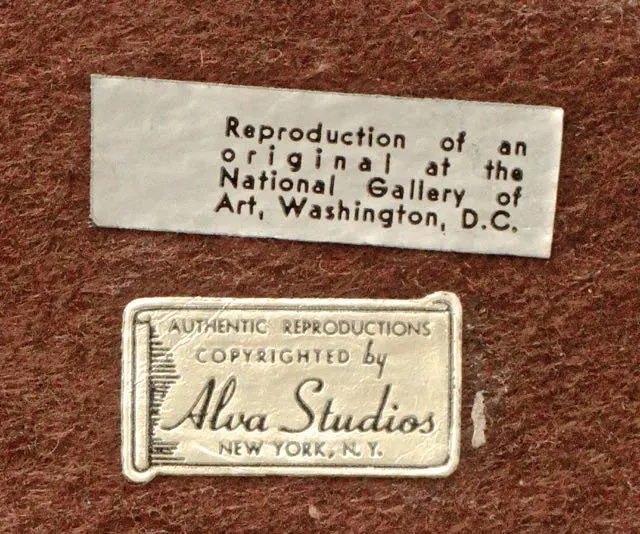 Reproduction of an
original at the
National Gallery of
Art, Washington, D.C.
AUTHENTIC REPRODUCTIONS
COPYRIGHTED by
Alva Studios
NEW YORK, N.Y.